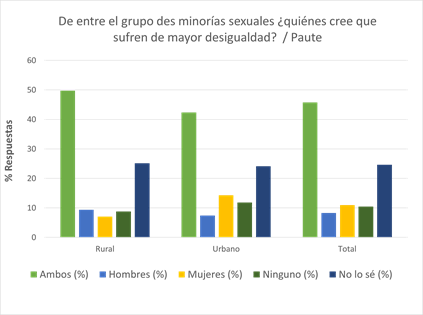 De entre el grupo des minorías sexuales ¿quiénes cree que
sufren de mayor desigualdad? / Paute
% Respuestas
60
50
40
30
20
10
0
Rural Urbano Total
Ambos (%) Hombres (%) Mujeres (%) Ninguno (%) No lo sé (%)